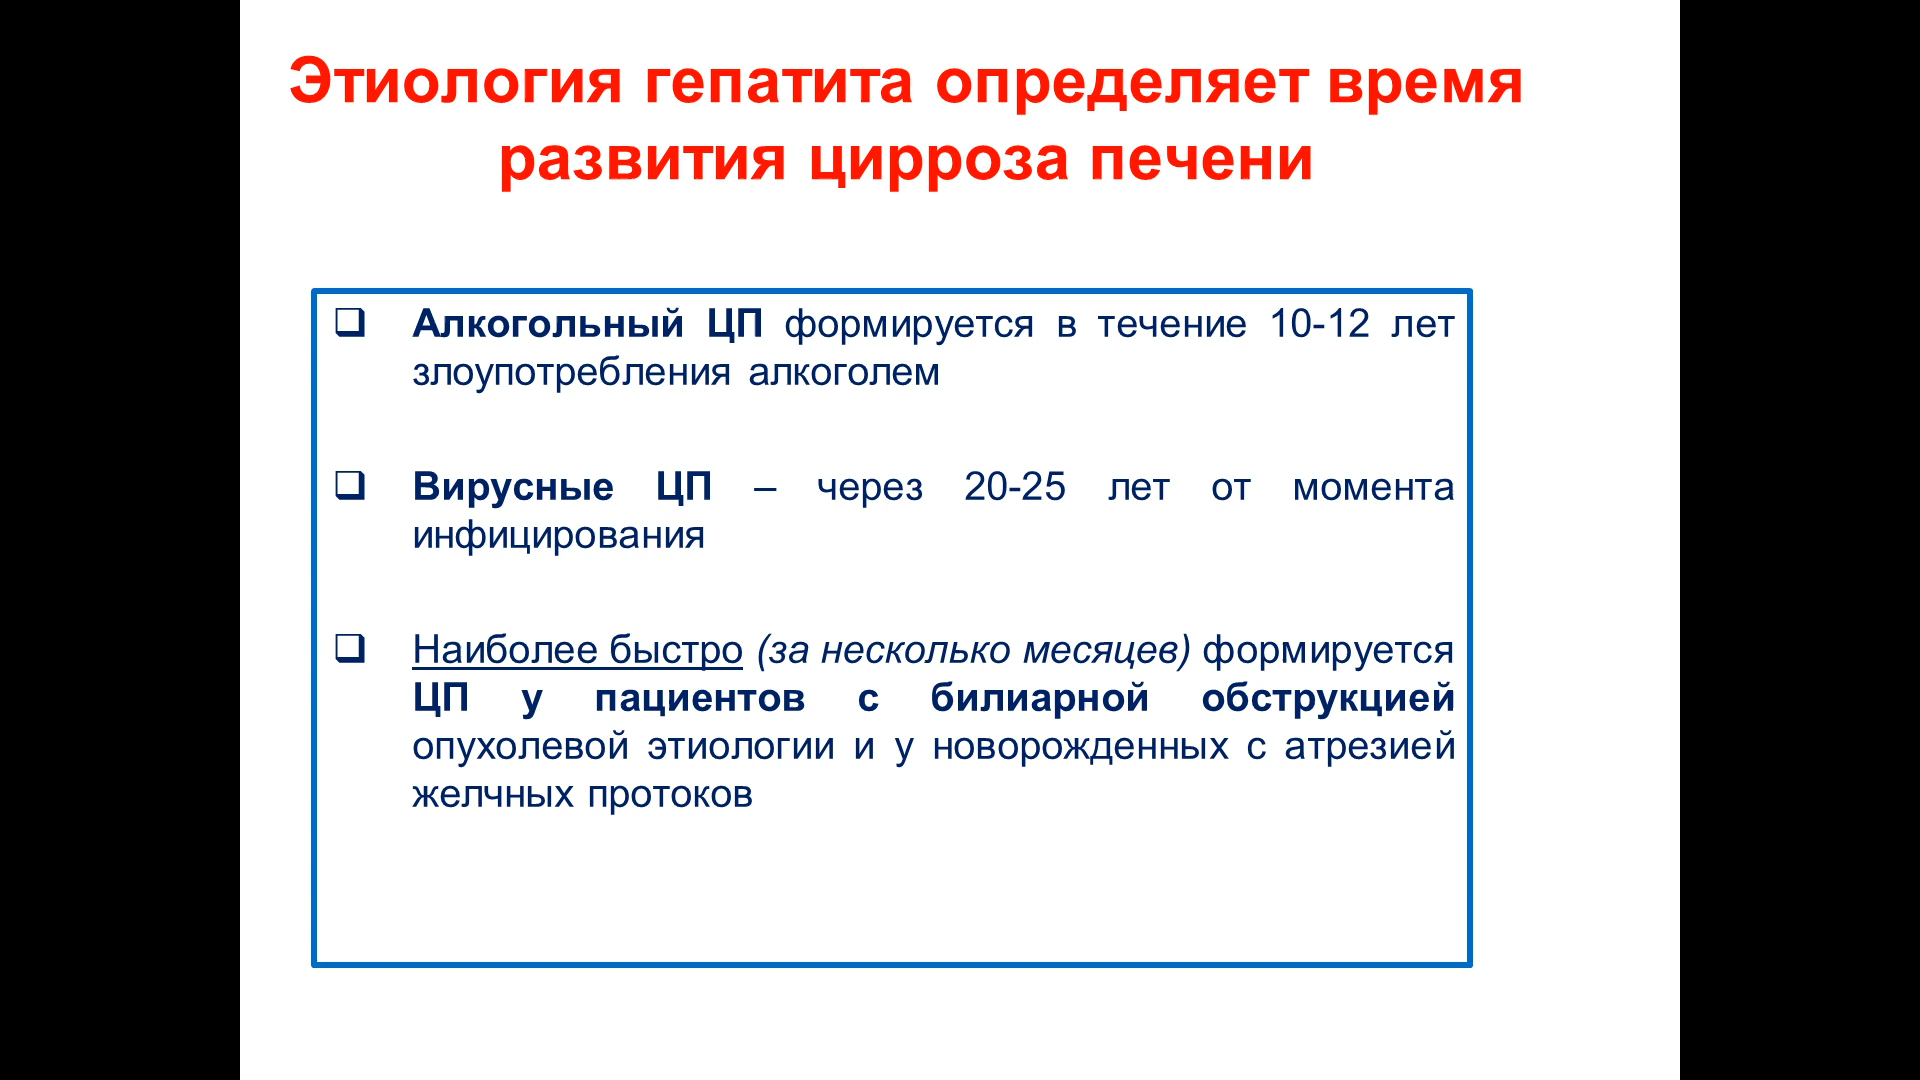 Этиология гепатита определяет время
развития цирроза печени
❑ Алкогольный ЦП формируется в течение 10-12 лет
злоупотребления алкоголем
❑ Вирусные ЦП – через 20-25 лет от момента
инфицирования
❑ Наиболее быстро (за несколько месяцев) формируется
ЦП у пациентов с билиарной обструкцией
опухолевой этиологии и у новорожденных с атрезией
желчных протоков